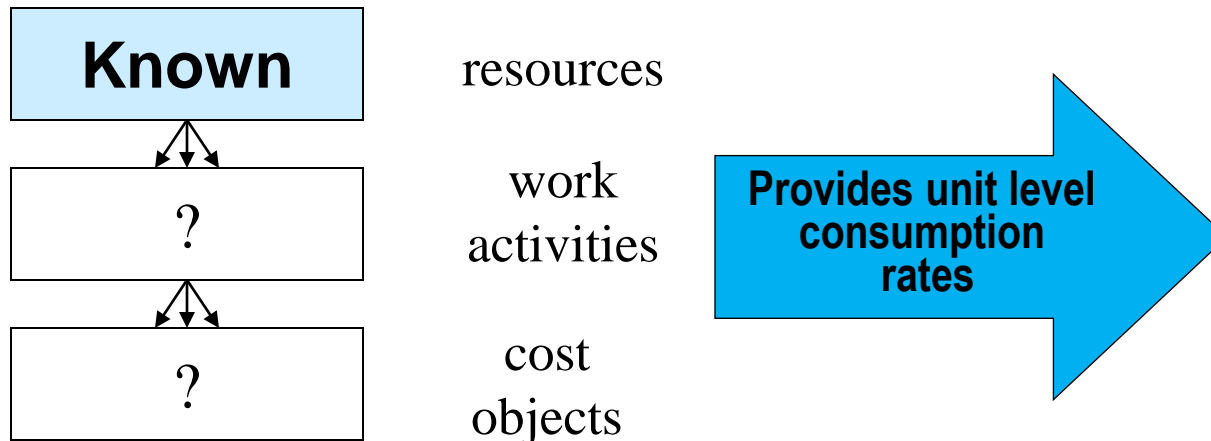 Known
resources
?
work
activities
?
cost
objects
Provides unit level
consumption
rates